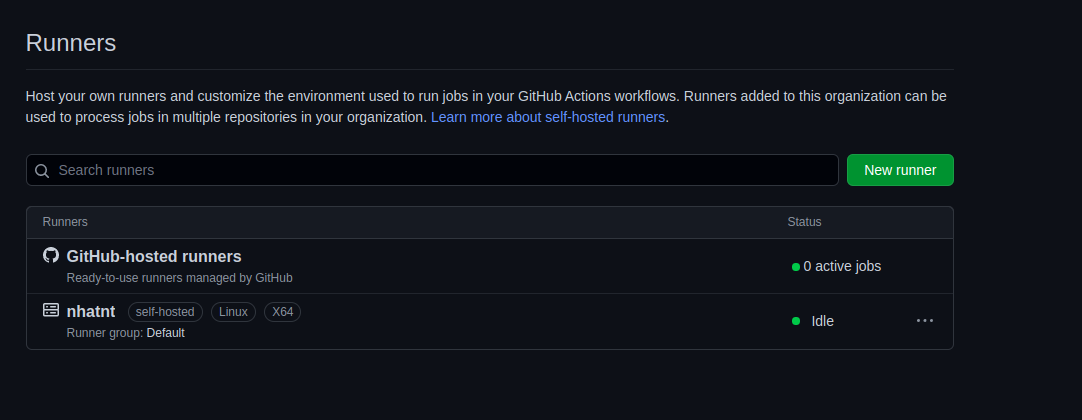 Runners
Host your own runners and customize the environment used to run jobs in your GitHub Actions workflows. Runners added to this organization can be
used to process jobs in multiple repositories in your organization. Learn more about self-hosted runners.
Search runners
New runner
Runners Status
GitHub-hosted runners
Ready-to-use runners managed by GitHub
0 active jobs
nhatnt self-hosted Linux X64
Runner group: Default
Idle